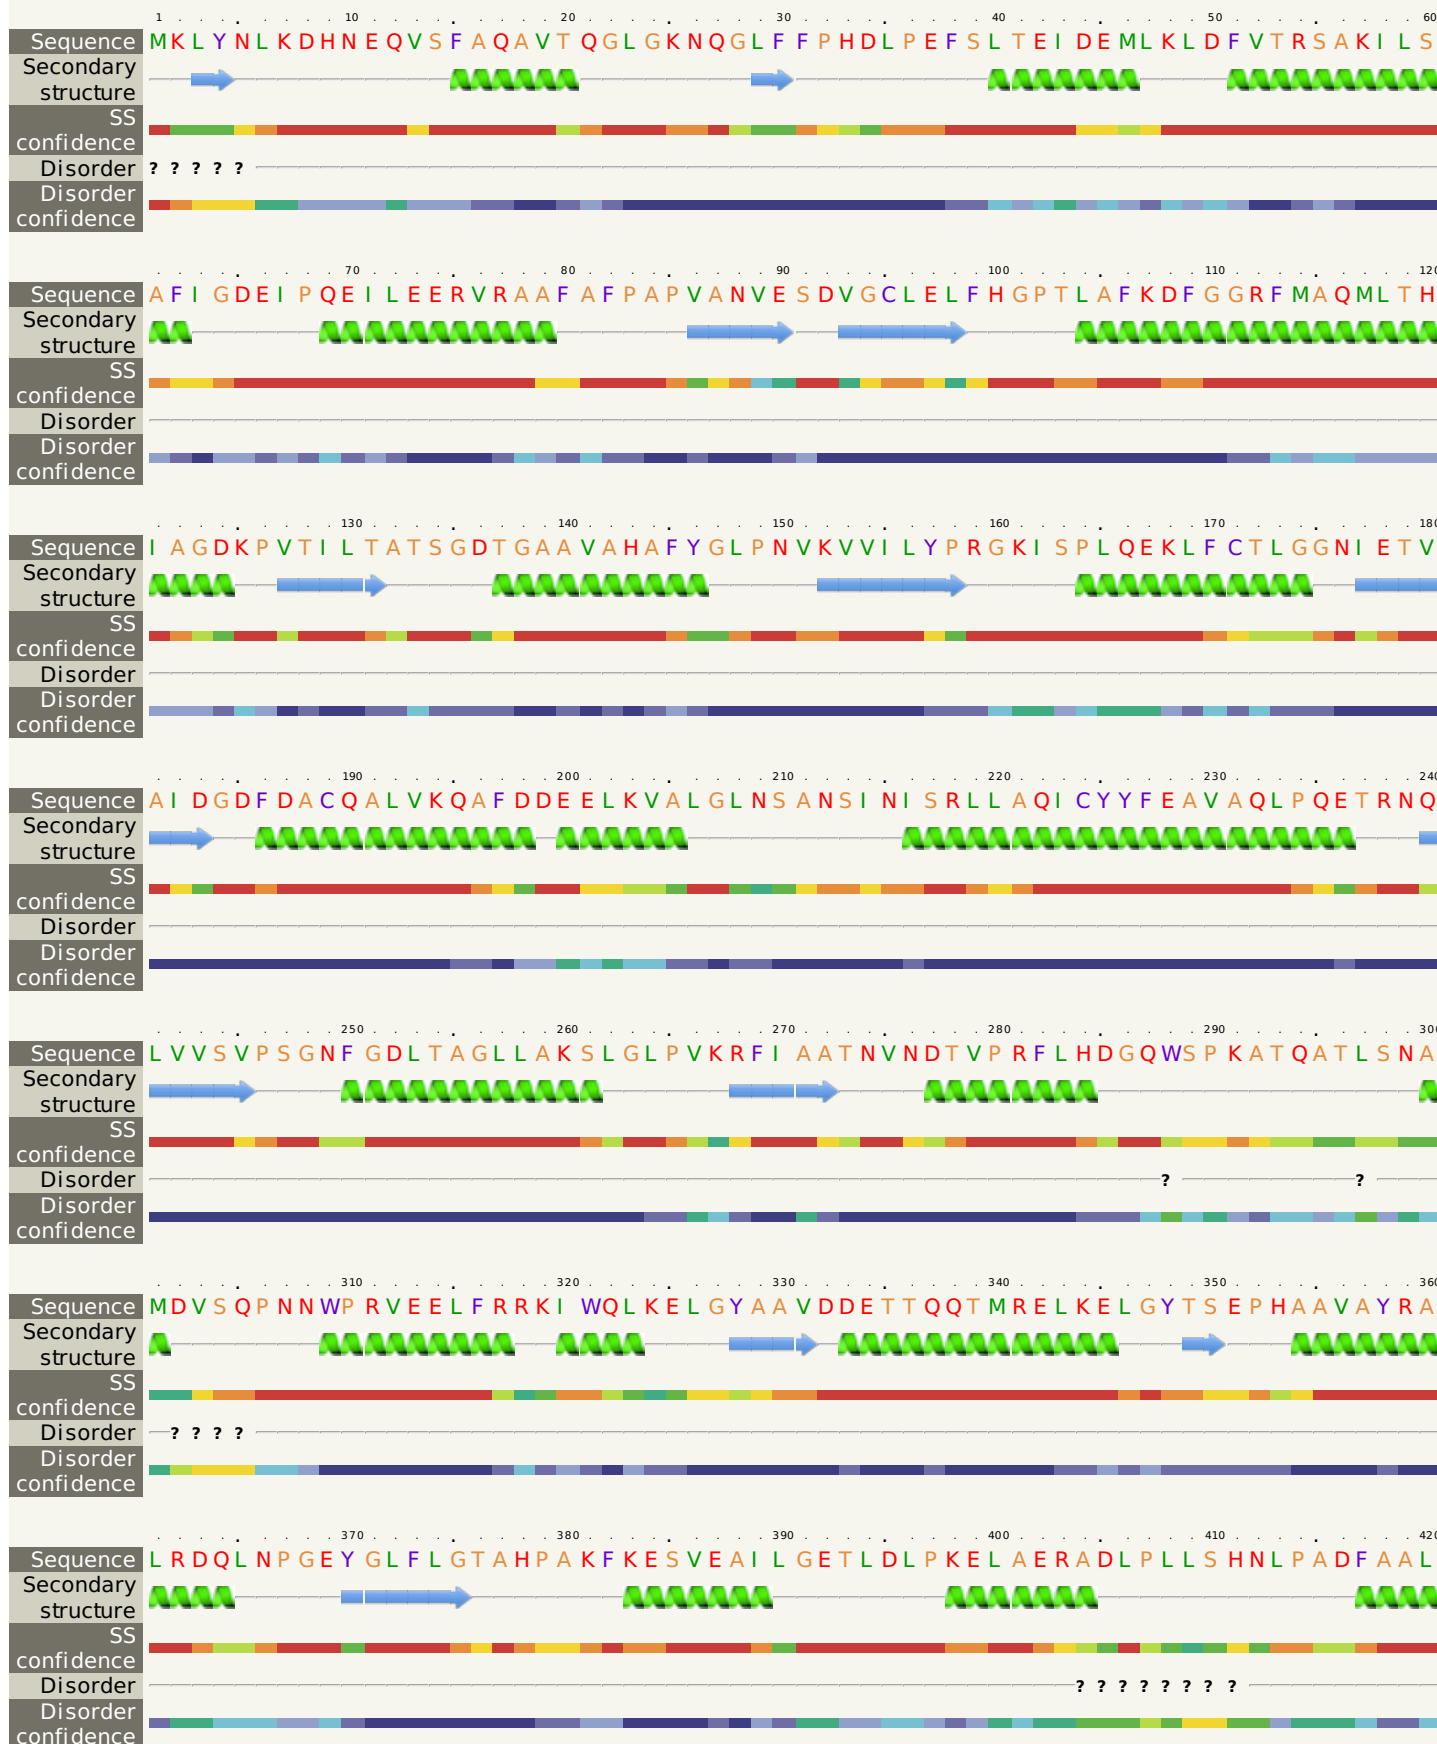 1 . . . . . . . . 10 . . . . . . . . . 20 . . . . . . . . . 30 . . . . . . . . . 40 . . . . . . . . . 50 . . . . . . . . . 60
Sequence MKLYNLKDHNEQVSFAQAVTQGLGKNQGLFFPHDLPEFSLTEIDEMLKLDFVTRSAKILS
Secondary
structure
SS
confidence
Disorder ? ? ? ? ?
Disorder
confidence
. . . . . . . . . 70 . . . . . . . . . 80 . . . . . . . . . 90 . . . . . . . . . 100 . . . . . . . . . 110 . . . . . . . . . 120
Sequence AFIGDEIPQEILEERVRAAFAFPAPVANVESDVGCLELFHGPTLAFKDFGGRFMAQMLTH
Secondary
structure
SS
confidence
Disorder
Disorder
confidence
. . . . . . . . . 130 . . . . . . . . . 140 . . . . . . . . . 150 . . . . . . . . . 160 . . . . . . . . . 170 . . . . . . . . . 180
Sequence IAGDKPVTILTATSGDTGAAVAHAFYGLPNVKVVILYPRGKISPLQEKLFCTLGGNIETV
Secondary
structure
SS
confidence
Disorder
Disorder
confidence
. . . . . . . . . 190 . . . . . . . . . 200 . . . . . . . . . 210 . . . . . . . . . 220 . . . . . . . . . 230 . . . . . . . . . 240
Sequence AIDGDFDACQALVKQAFDDEELKVALGLNSANSINISRLLAQICYYFEAVAQLPQETRNQ
Secondary
structure
SS
confidence
Disorder
Disorder
confidence
. . . . . . . . . 250 . . . . . . . . . 260 . . . . . . . . . 270 . . . . . . . . . 280 . . . . . . . . . 290 . . . . . . . . . 300
Sequence LVVSVPSGNFGDLTAGLLAKSLGLPVKRFIAATNVNDTVPRFLHDGQWSPKATQATLSNA
Secondary
structure
SS
confidence
Disorder ? ?
Disorder
confidence
. . . . . . . . . 310 . . . . . . . . . 320 . . . . . . . . . 330 . . . . . . . . . 340 . . . . . . . . . 350 . . . . . . . . . 360
Sequence MDVSQPNNWPRVEELFRRKIWQLKELGYAAVDDETTQQTMRELKELGYTSEPHAAVAYRA
Secondary
structure
SS
confidence
Disorder ? ? ? ?
Disorder
confidence
. . . . . . . . . 370 . . . . . . . . . 380 . . . . . . . . . 390 . . . . . . . . . 400 . . . . . . . . . 410 . . . . . . . . . 420
Sequence LRDQLNPGEYGLFLGTAHPAKFKESVEAILGETLDLPKELAERADLPLLSHNLPADFAAL
Secondary
structure
SS
confidence
Disorder ? ? ? ? ? ? ? ?
Disorder
confidence